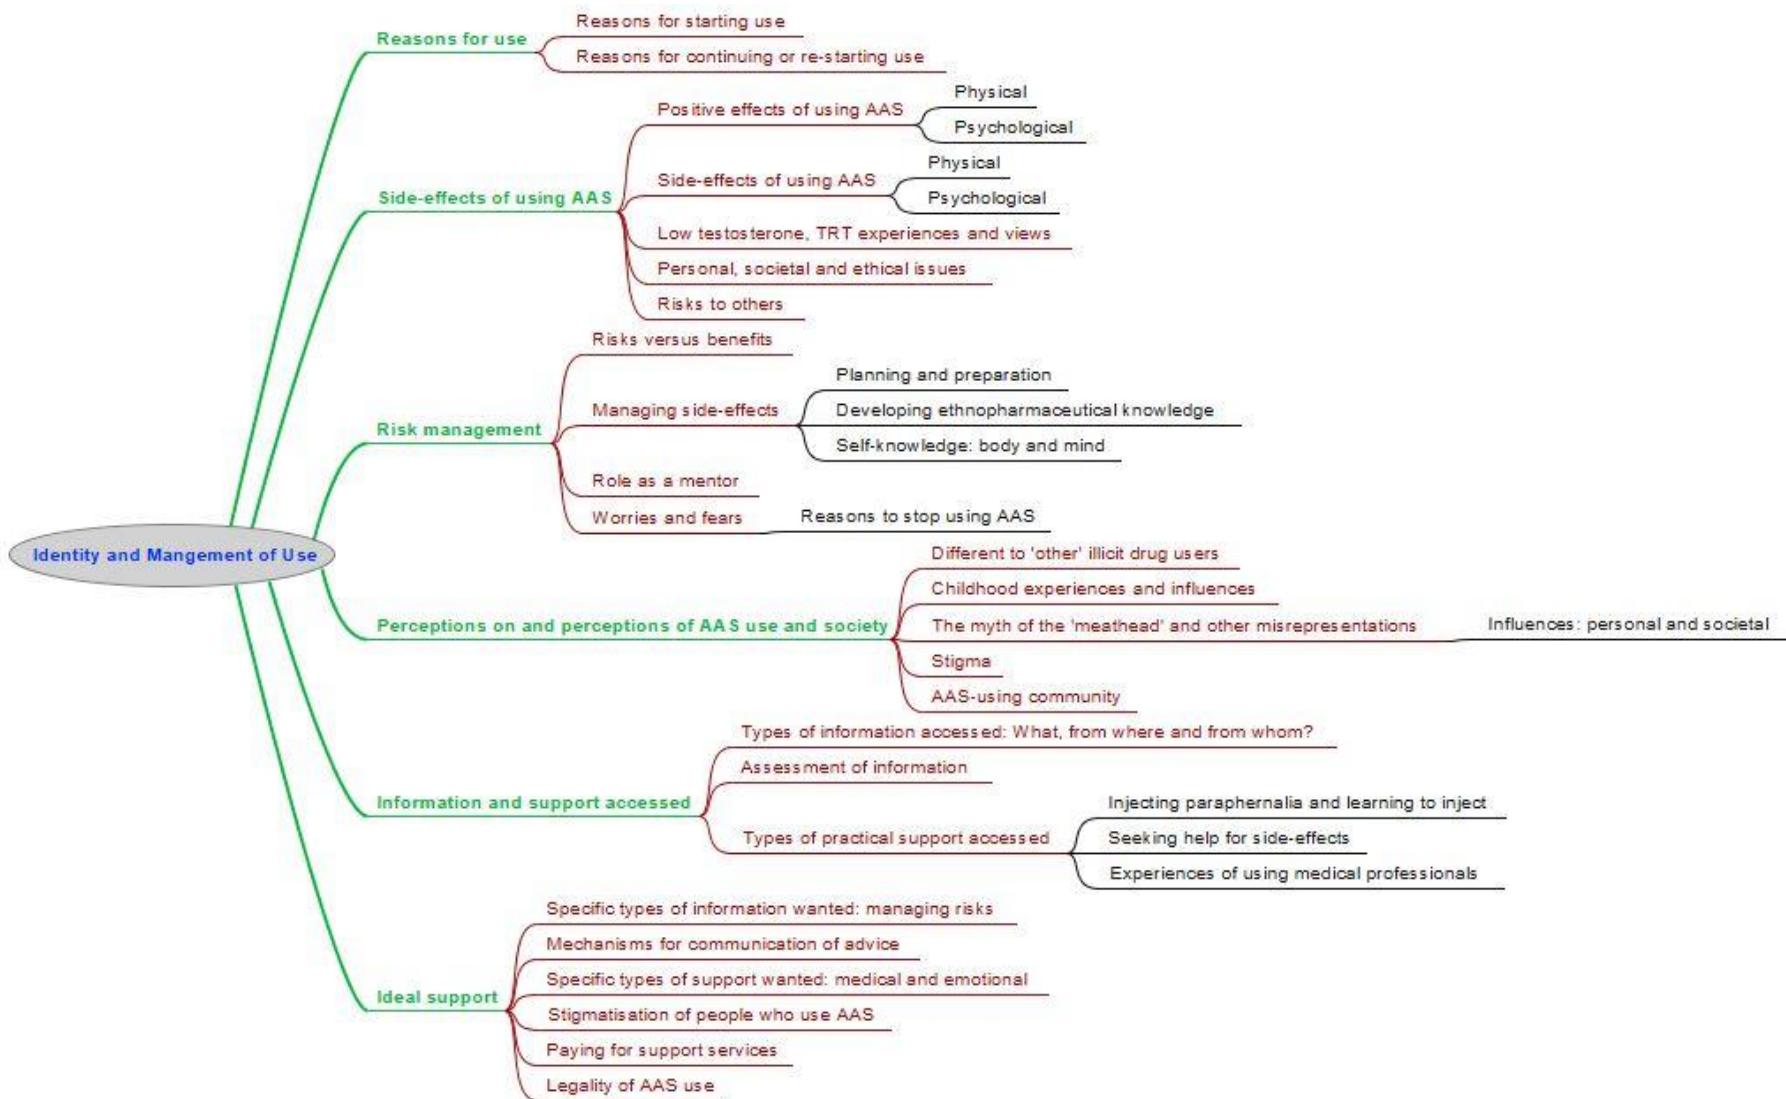 Reasons for use
Reasons for starting use
Reasons for continuing or re-starting use
Side-effects of using AAS
Positive effects of using AAS
Physical
Psychological
Side-effects of using AAS
Physical
Psychological
Low testosterone, TRT experiences and views
Personal, societal and ethical issues
Risks to others
Risk management
Risks versus benefits
Managing side-effects
Planning and preparation
Developing ethnopharmaceutical knowledge
Self-knowledge: body and mind
Role as a mentor
Worries and fears
Reasons to stop using AAS
Identity and Mangement of Use
Perceptions on and perceptions of AAS use and society
Different to 'other' illicit drug users
Childhood experiences and influences
The myth of the 'meathead' and other misrepresentations
Influences: personal and societal
Stigma
AAS-using community
Information and support accessed
Types of information accessed: What, from where and from whom?
Assessment of information
Types of practical support accessed
Injecting paraphernalia and learning to inject
Seeking help for side-effects
Experiences of using medical professionals
Ideal support
Specific types of information wanted: managing risks
Mechanisms for communication of advice
Specific types of support wanted: medical and emotional
Stigmatisation of people who use AAS
Paying for support services
Legality of AAS use